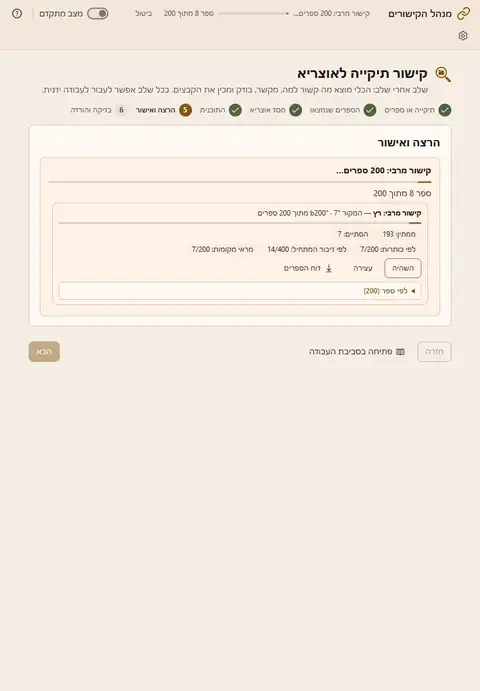 מנהל הקישורים
קישור מרבי: 200 ספרים...
ספר 8 מתוך 200
ביטול
מצב מתקדם
קישור תיקייה לאוצריא
שלב אחרי שלב: הכלי מוצא מה קשור למה, מקשר, בודק ומכין את הקבצים. בכל שלב אפשר לעבור לעבודה ידנית.
תיקייה או ספרים
הספרים שנמצאו
מסד אוצריא
התוכנית
5 הרצה ואישור
6 בדיקה והורדה
הרצה ואישור
קישור מרבי: 200 ספרים...
ספר 8 מתוך 200
קישור מרבי: רץ — המקור "7 · b200" מתוך 200 ספרים
ממתין: 193 הסתיים: 7
לפי כותרות: 7/200 לפי דיבור המתחיל: 14/400 מראי מקומות: 7/200
השהיה עצירה דוח הספרים
לפי ספר (200)
חזרה
פתיחה בסביבת העבודה
הבא